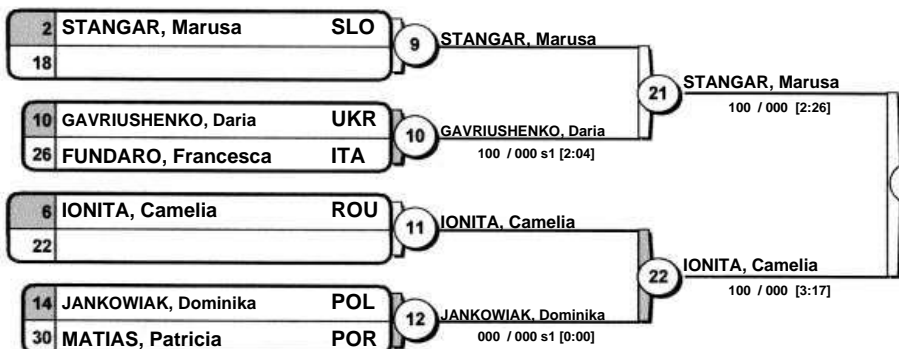 2 STANGAR, Marusa SLO
18
9
STANGAR, Marusa
10 GAVRIUSHENKO, Daria UKR
26 FUNDARO, Francesca ITA
10
GAVRIUSHENKO, Daria
100 / 000 s1 [2:04]
21
STANGAR, Marusa
100 / 000 [2:26]
6 IONITA, Camelia ROU
22
11
IONITA, Camelia
14 JANKOWIAK, Dominika POL
30 MATIAS, Patricia POR
12
JANKOWIAK, Dominika
000 / 000 s1 [0:00]
22
IONITA, Camelia
100 / 000 [3:17]